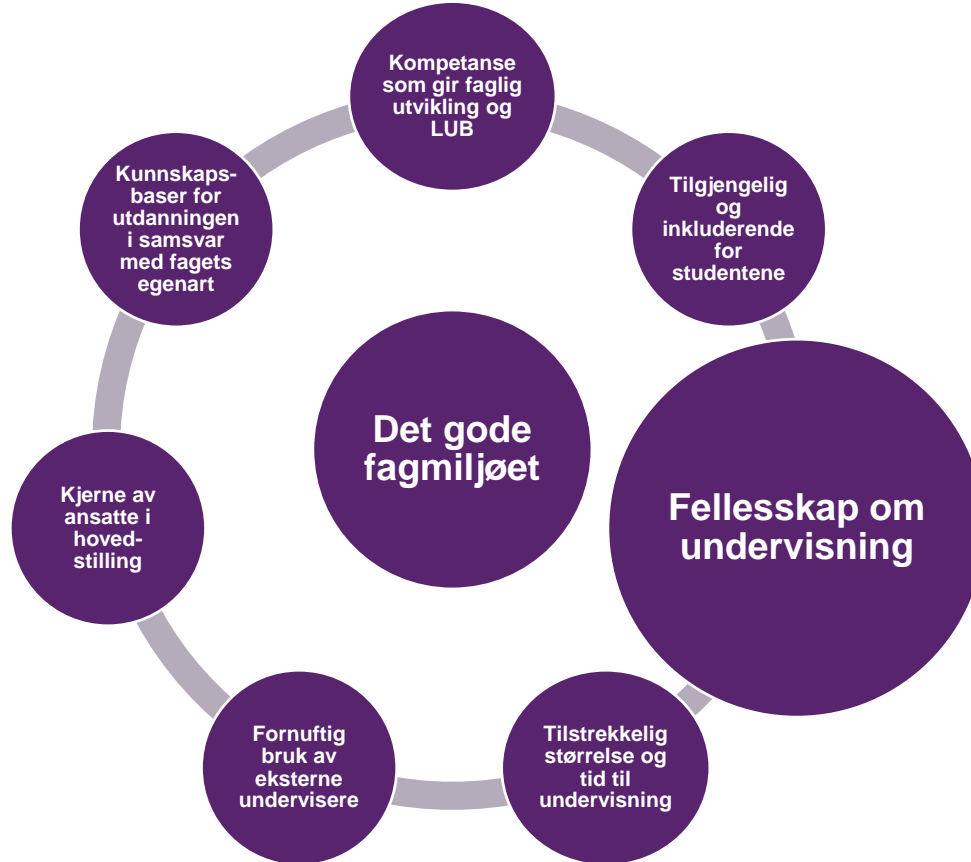 Kompetanse
som gir faglig
utvikling og
LUB
Tilgjengelig
og
inkluderende
for
studentene
Fellesskap om
undervisning
Tilstrekkelig
størrelse og
tid til
undervisning
Fornuftig
bruk av
eksterne
undervisere
Kjerne av
ansatte i
hoved-
stilling
Kunnskaps-
baser for
utdanningen
i samsvar
med fagets
egenart
Det gode
fagmiljøet